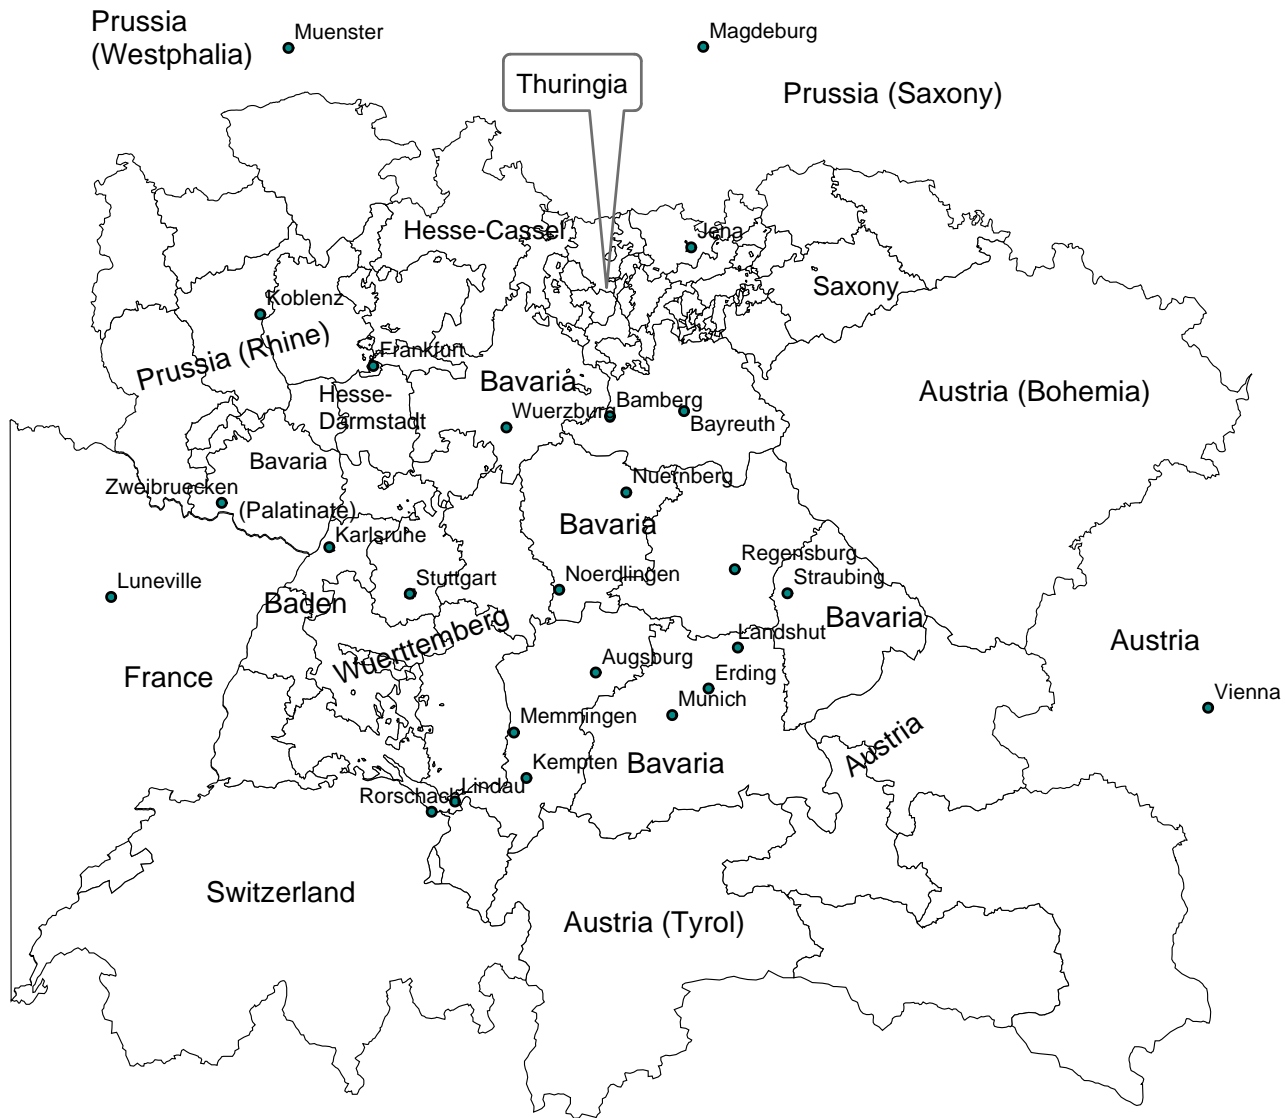 Prussia
(Westphalia)
Muenster
Magdeburg
Thuringia
Prussia (Saxony)
Hesse-Cassel
Jena
Saxony
Koblenz
Prussia (Rhine)
Frankfurt
Hesse-
Darmstadt
Bavaria
Wuerzburg
Bamberg
Bayreuth
Austria (Bohemia)
Bavaria
(Palatinate)
Zweibruecken
Nuernberg
Bavaria
Karlsruhe
Luneville
Stuttgart
Noerdlingen
Regensburg
Straubing
Baden
Bavaria
Wuerttemberg
Landshut
Augsburg
Erding
Munich
France
Austria
Vienna
Memmingen
Kempten
Bavaria
Austria
Rorschach
Lindau
Switzerland
Austria (Tyrol)